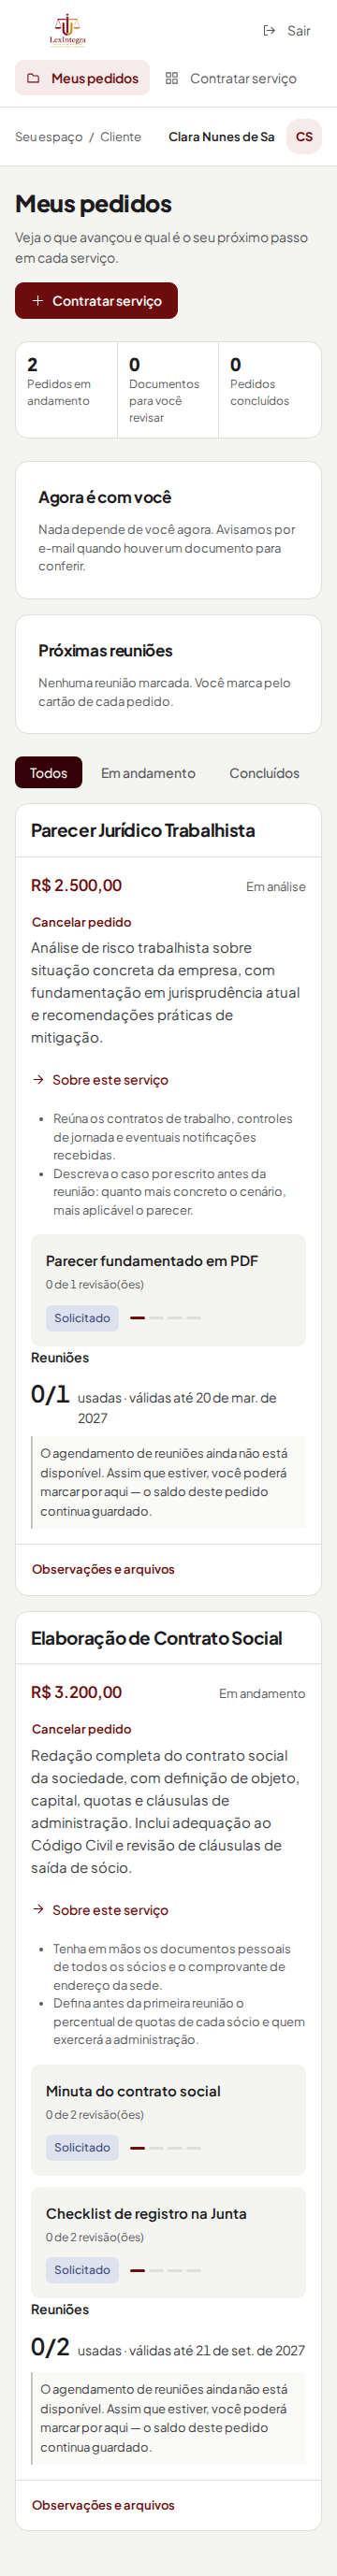 LexIntegra
Sair
Meus pedidos
Contratar serviço
Seu espaço / Cliente
Clara Nunes de Sa
CS
Meus pedidos
Veja o que avançou e qual é o seu próximo passo
em cada serviço.
+ Contratar serviço
2
Pedidos em
andamento
0
Documentos
para você
revisar
0
Pedidos
concluídos
Agora é com você
Nada depende de você agora. Avisamos por
e-mail quando houver um documento para
conferir.
Próximas reuniões
Nenhuma reunião marcada. Você marca pelo
cartão de cada pedido.
Todos
Em andamento
Concluídos
Parecer Jurídico Trabalhista
R$ 2.500,00
Em análise
Cancelar pedido
Análise de risco trabalhista sobre
situação concreta da empresa, com
fundamentação em jurisprudência atual
e recomendações práticas de
mitigação.
→ Sobre este serviço
• Reúna os contratos de trabalho, controles
de jornada e eventuais notificações
recebidas.
• Descreva o caso por escrito antes da
reunião: quanto mais concreto o cenário,
mais aplicável o parecer.
Parecer fundamentado em PDF
0 de 1 revisão(ões)
Solicitado
Reuniões
0/1 usadas · válidas até 20 de mar. de
2027
O agendamento de reuniões ainda não está
disponível. Assim que estiver, você poderá
marcar por aqui — o saldo deste pedido
continua guardado.
Observações e arquivos
Elaboração de Contrato Social
R$ 3.200,00
Em andamento
Cancelar pedido
Redação completa do contrato social
da sociedade, com definição de objeto,
capital, quotas e cláusulas de
administração. Inclui adequação ao
Código Civil e revisão de cláusulas de
saída de sócio.
→ Sobre este serviço
• Tenha em mãos os documentos pessoais
de todos os sócios e o comprovante de
endereço da sede.
• Defina antes da primeira reunião o
percentual de quotas de cada sócio e quem
exercerá a administração.
Minuta do contrato social
0 de 2 revisão(ões)
Solicitado
Checklist de registro na Junta
0 de 2 revisão(ões)
Solicitado
Reuniões
0/2 usadas · válidas até 21 de set. de 2027
O agendamento de reuniões ainda não está
disponível. Assim que estiver, você poderá
marcar por aqui — o saldo deste pedido
continua guardado.
Observações e arquivos